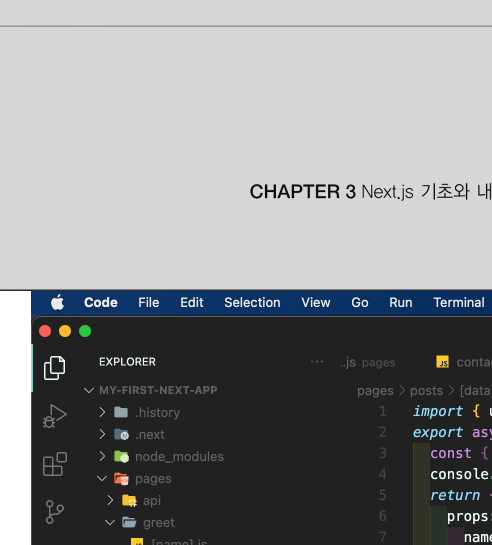 CHAPTER 3 Next.js 기초와 내
Code File Edit Selection View Go Run Terminal
EXPLORER ··· .js pages JS conta
MY-FIRST-NEXT-APP pages > posts > [data]
.history 1 import {
.next 2 export asy
node_modules 3 const {
pages 4 console.
api 5 return {
greet 6 props:
[name].js 7 name